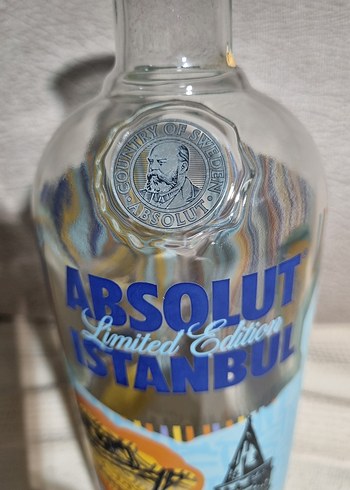 COUNTRY OF SWEDEN
· ABSOLUT ·
ABSOLUT
Limited Edition
ISTANBUL